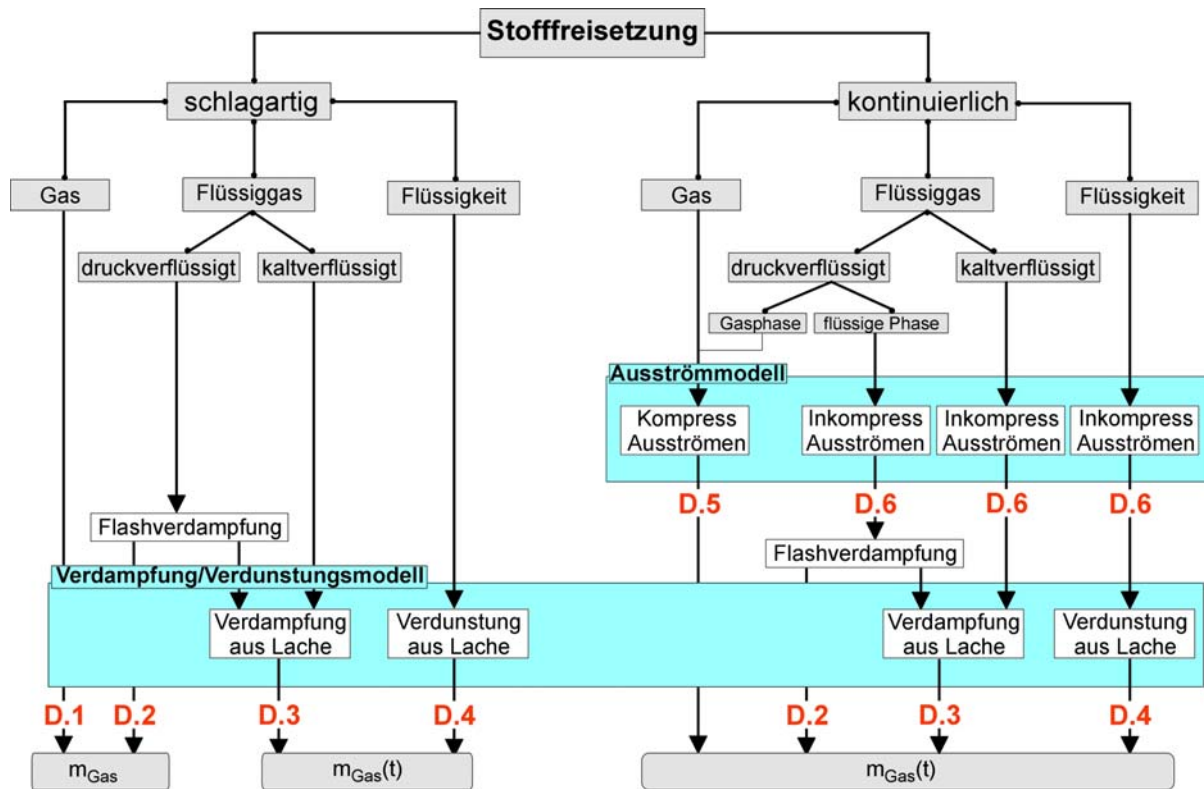 Stofffreisetzung
schlagartig
kontinuierlich
Gas
Flüssiggas
Flüssigkeit
Gas
Flüssiggas
Flüssigkeit
druckverflüssigt
kaltverflüssigt
druckverflüssigt
kaltverflüssigt
Gasphase
flüssige Phase
Ausströmmodell
Kompress
Ausströmen
Inkompress
Ausströmen
Inkompress
Ausströmen
Inkompress
Ausströmen
D.5
D.6
D.6
D.6
Flashverdampfung
Flashverdampfung
Verdampfung/Verdunstungsmodell
Verdampfung
aus Lache
Verdunstung
aus Lache
Verdampfung
aus Lache
Verdunstung
aus Lache
D.1
D.2
D.3
D.4
D.2
D.3
D.4
mGas
mGas(t)
mGas(t)